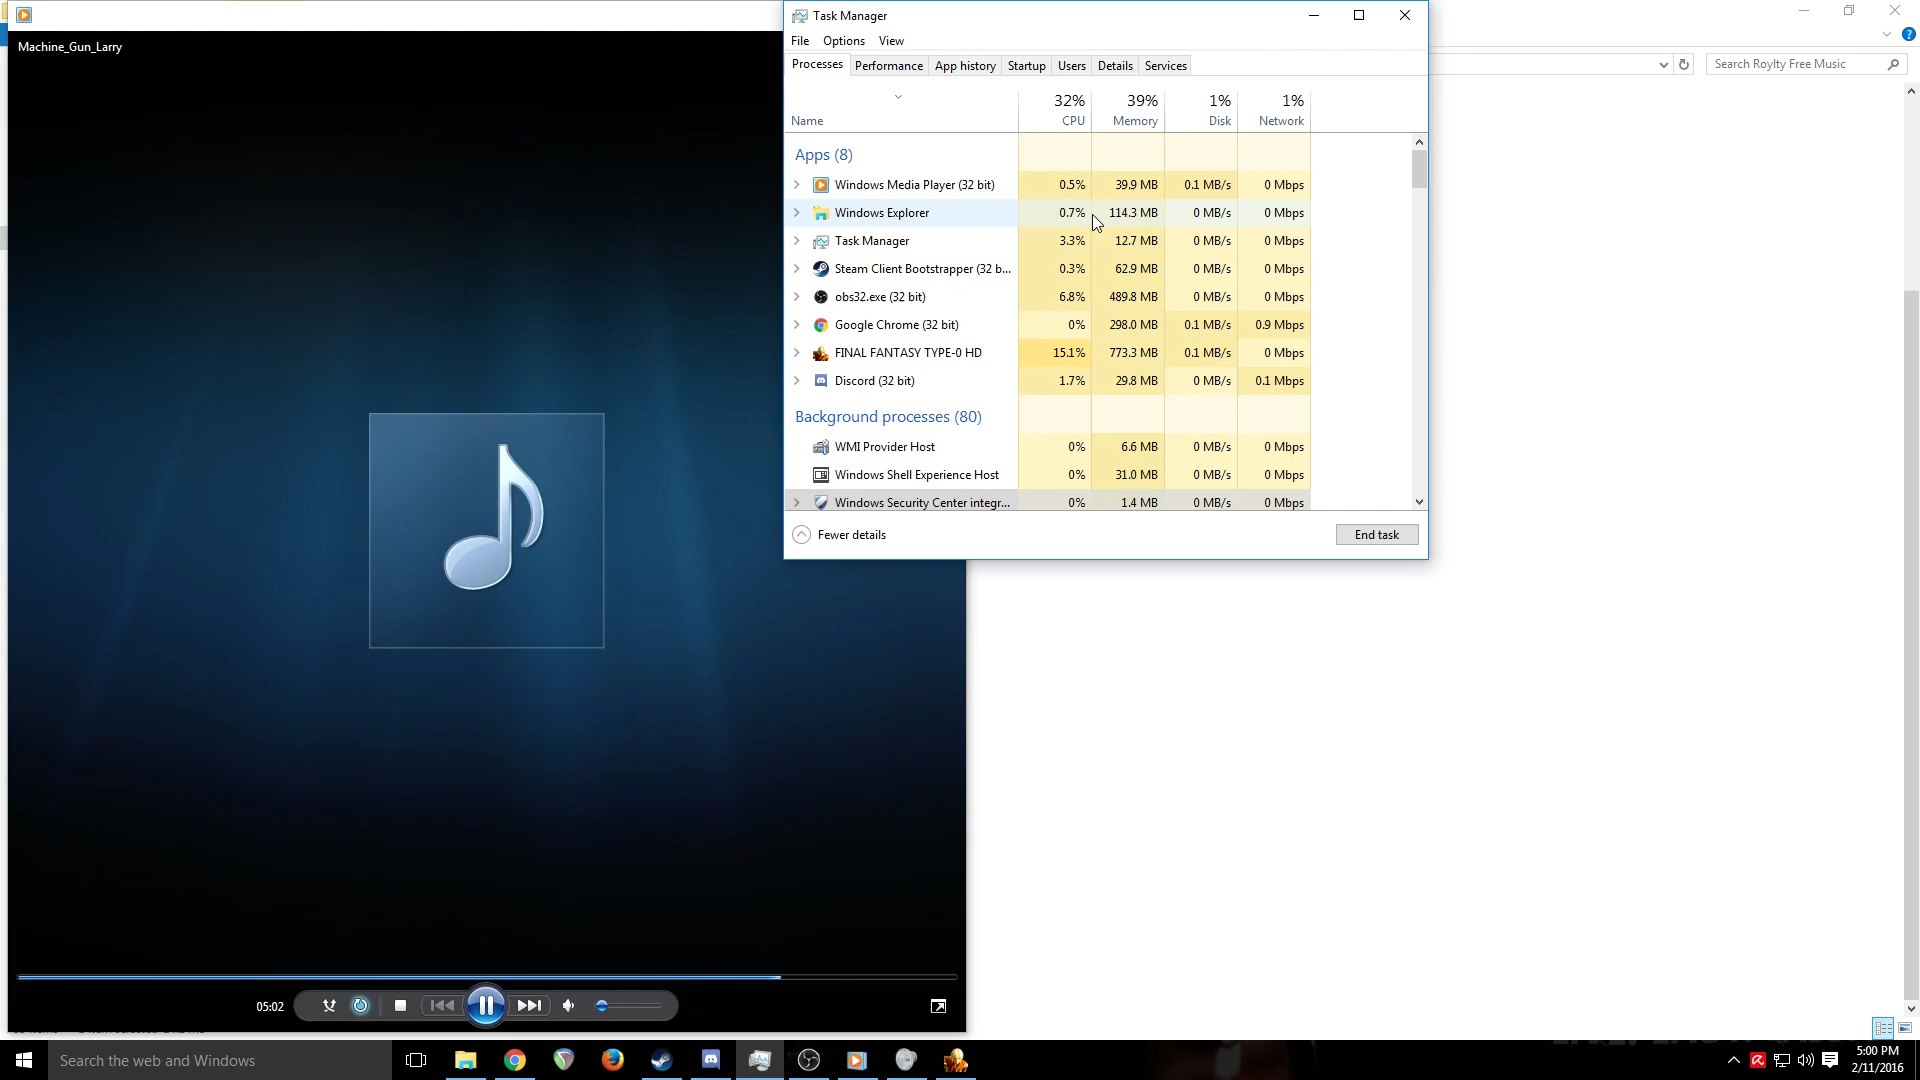 Machine_Gun_Larry
Task Manager
File Options View
Processes Performance App history Startup Users Details Services
Search Roylty Free Music
32% 39% 1% 1%
Name CPU Memory Disk Network
Apps (8)
Windows Media Player (32 bit) 0.5% 39.9 MB 0.1 MB/s 0 Mbps
Windows Explorer 0.7% 114.3 MB 0 MB/s 0 Mbps
Task Manager 3.3% 12.7 MB 0 MB/s 0 Mbps
Steam Client Bootstrapper (32 b... 0.3% 62.9 MB 0 MB/s 0 Mbps
obs32.exe (32 bit) 6.8% 489.8 MB 0 MB/s 0 Mbps
Google Chrome (32 bit) 0% 298.0 MB 0.1 MB/s 0.9 Mbps
FINAL FANTASY TYPE-0 HD 15.1% 773.3 MB 0.1 MB/s 0 Mbps
Discord (32 bit) 1.7% 29.8 MB 0 MB/s 0.1 Mbps
Background processes (80)
WMI Provider Host 0% 6.6 MB 0 MB/s 0 Mbps
Windows Shell Experience Host 0% 31.0 MB 0 MB/s 0 Mbps
Windows Security Center integr... 0% 1.4 MB 0 MB/s 0 Mbps
Fewer details End task
05:02
Search the web and Windows
5:00 PM
2/11/2016